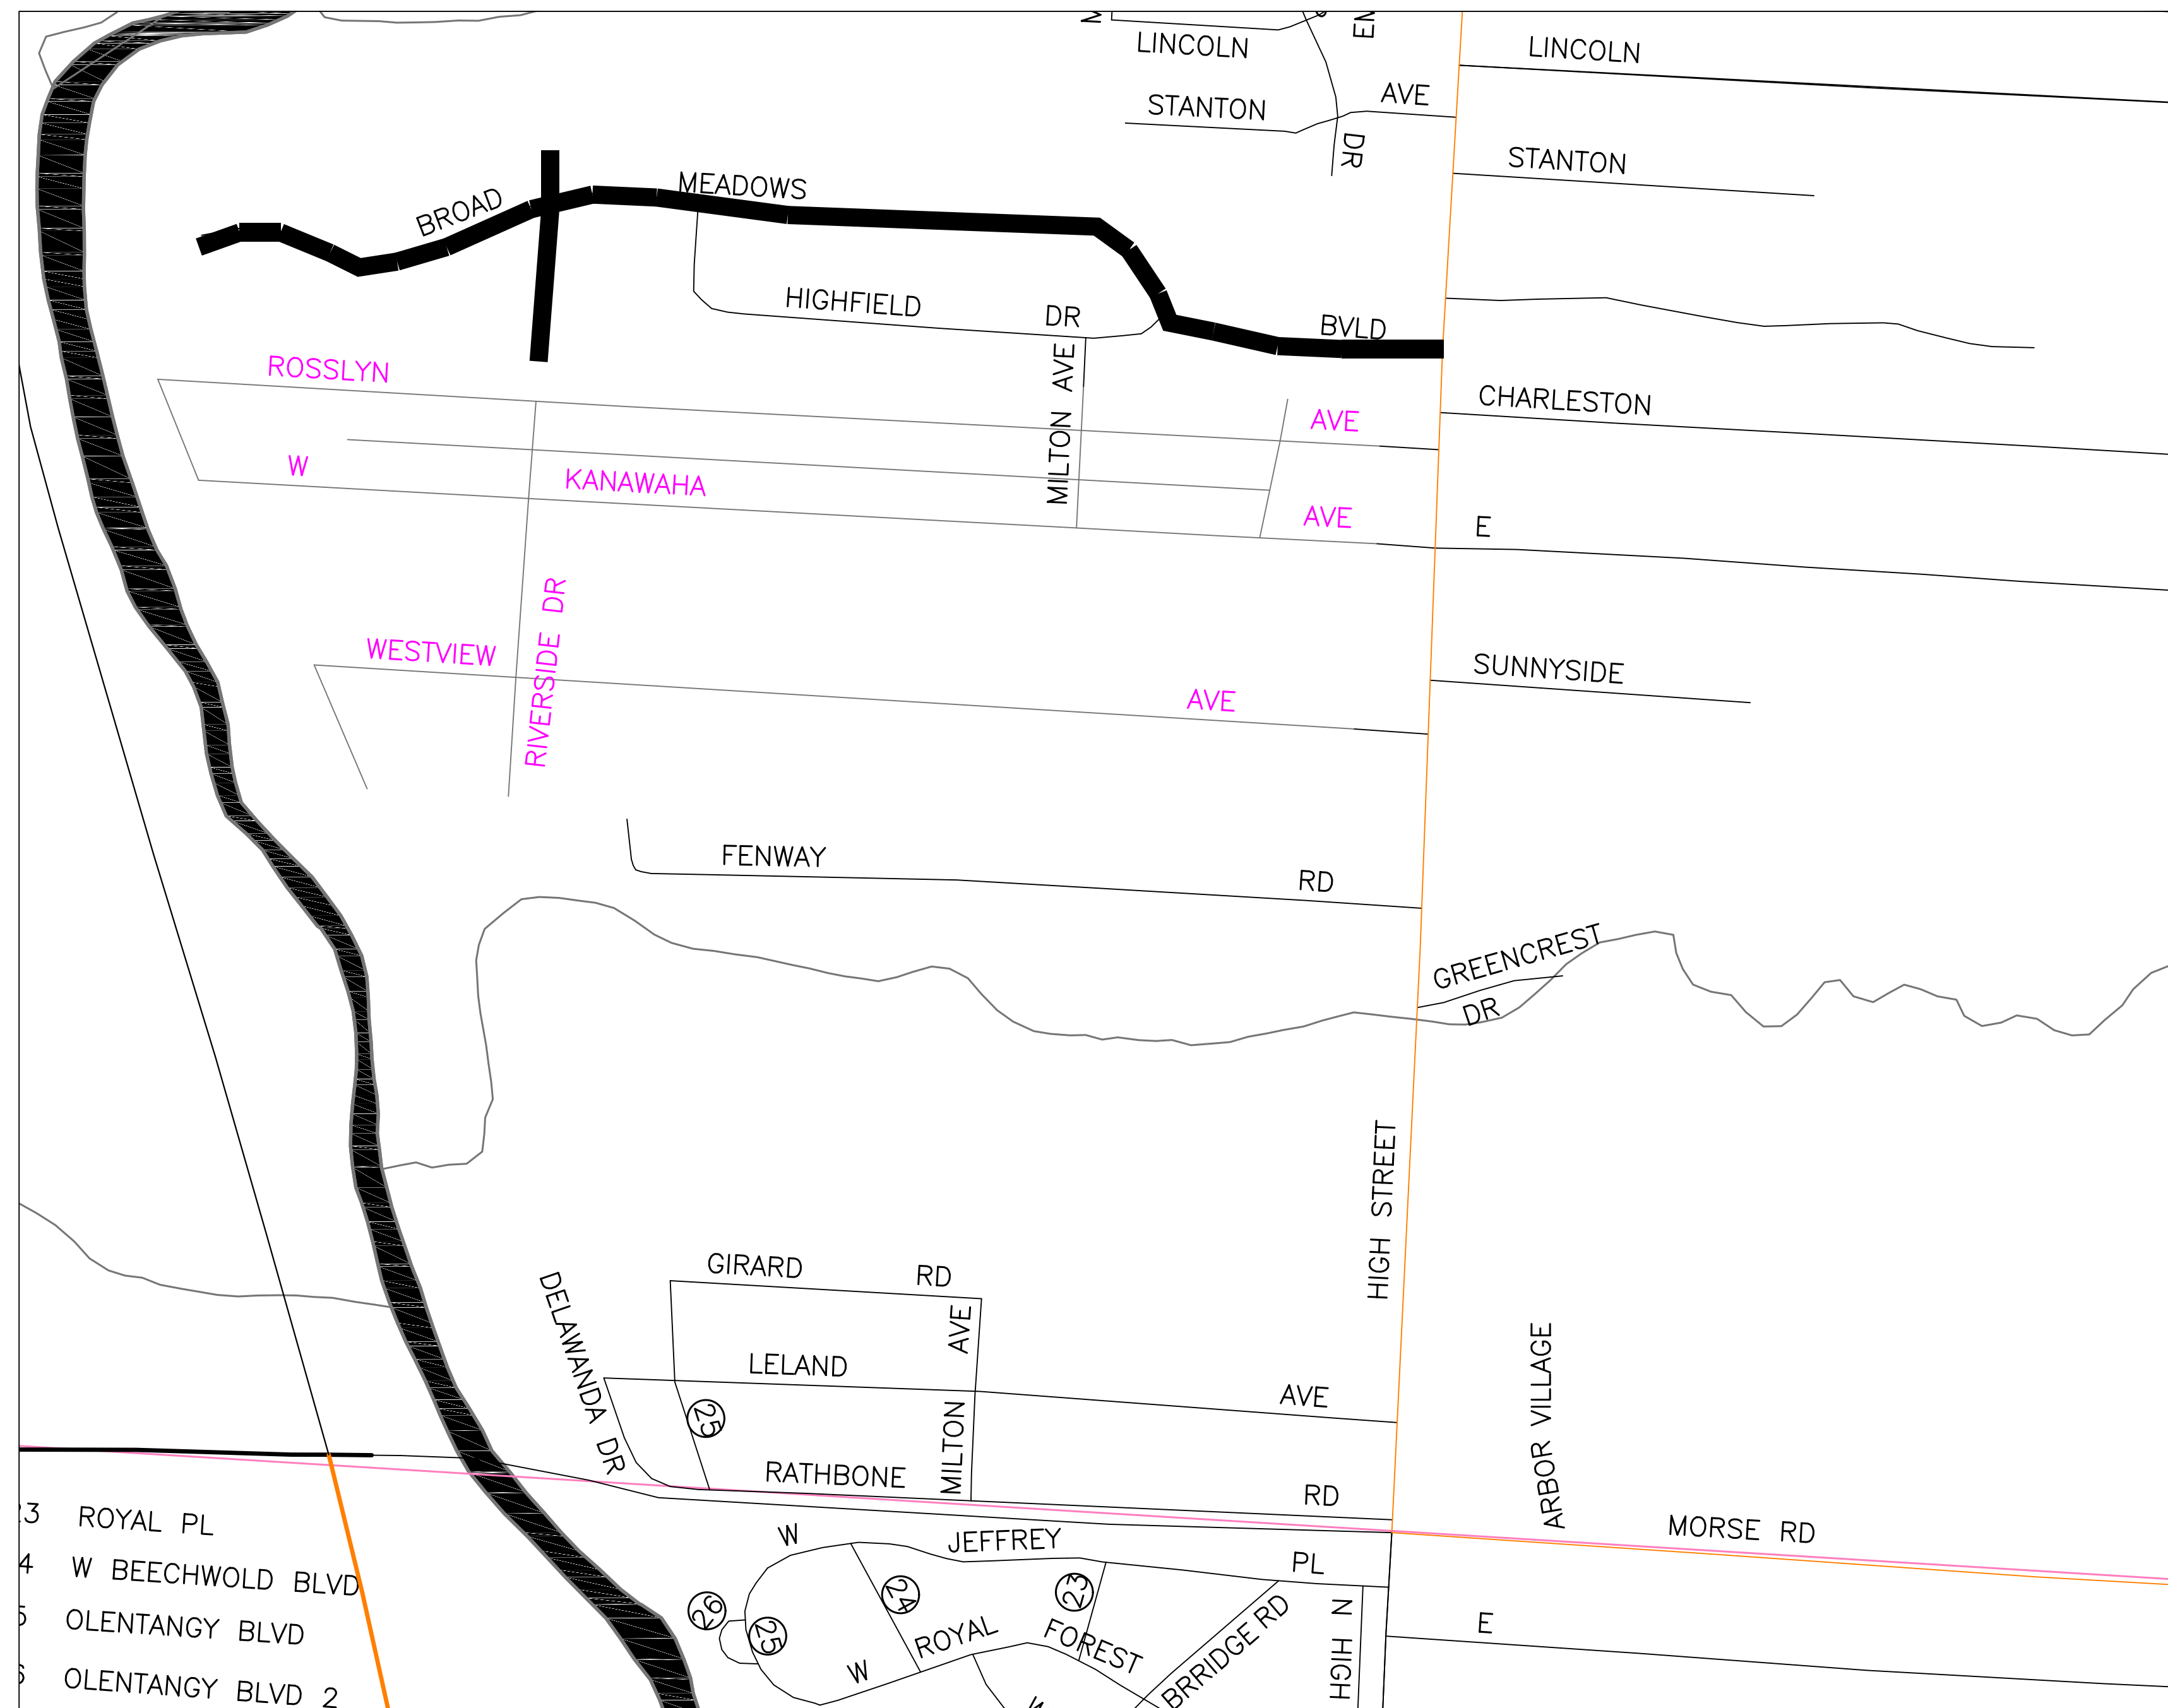 LINCOLN
LINCOLN
STANTON
AVE
DR
STANTON
BROAD MEADOWS BVLD
HIGHFIELD DR
MILTON AVE
ROSSLYN AVE
CHARLESTON
W KANAWAHA AVE
E
RIVERSIDE DR
WESTVIEW AVE
SUNNYSIDE
FENWAY RD
GREENCREST
DR
HIGH STREET
GIRARD RD
DELAWANDA DR
AVE
LELAND AVE
25
MILTON
ARBOR VILLAGE
RATHBONE RD
MORSE RD
W JEFFREY PL
24
23
26
25
W ROYAL FOREST
BRRIDGE RD
N HIGH
E
ROYAL PL
4 W BEECHWOLD BLVD
OLENTANGY BLVD
OLENTANGY BLVD 2